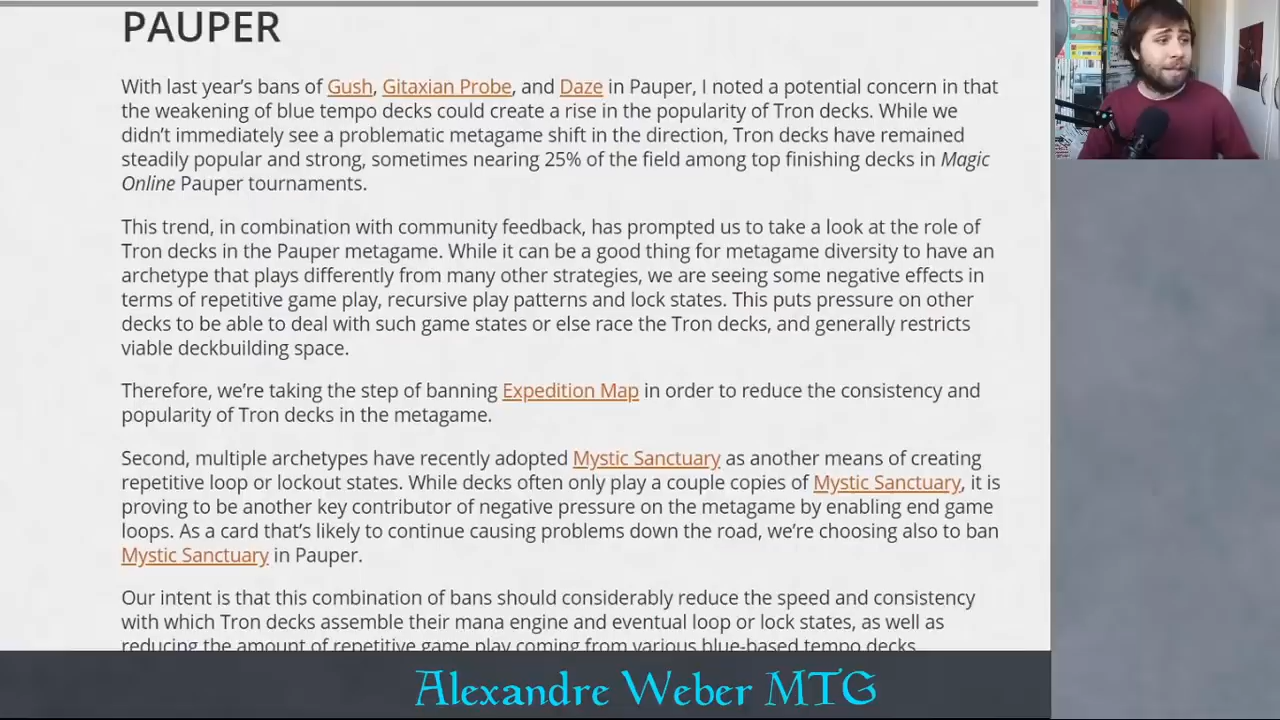 PAUPER
With last year's bans of Gush, Gitaxian Probe, and Daze in Pauper, I noted a potential concern in that
the weakening of blue tempo decks could create a rise in the popularity of Tron decks. While we
didn't immediately see a problematic metagame shift in the direction, Tron decks have remained
steadily popular and strong, sometimes nearing 25% of the field among top finishing decks in Magic
Online Pauper tournaments.
This trend, in combination with community feedback, has prompted us to take a look at the role of
Tron decks in the Pauper metagame. While it can be a good thing for metagame diversity to have an
archetype that plays differently from many other strategies, we are seeing some negative effects in
terms of repetitive game play, recursive play patterns and lock states. This puts pressure on other
decks to be able to deal with such game states or else race the Tron decks, and generally restricts
viable deckbuilding space.
Therefore, we're taking the step of banning Expedition Map in order to reduce the consistency and
popularity of Tron decks in the metagame.
Second, multiple archetypes have recently adopted Mystic Sanctuary as another means of creating
repetitive loop or lockout states. While decks often only play a couple copies of Mystic Sanctuary, it is
proving to be another key contributor of negative pressure on the metagame by enabling end game
loops. As a card that's likely to continue causing problems down the road, we're choosing also to ban
Mystic Sanctuary in Pauper.
Our intent is that this combination of bans should considerably reduce the speed and consistency
with which Tron decks assemble their mana engine and eventual loop or lock states, as well as
reducing the amount of repetitive game play coming from various blue-based tempo decks.
Alexandre Weber MTG